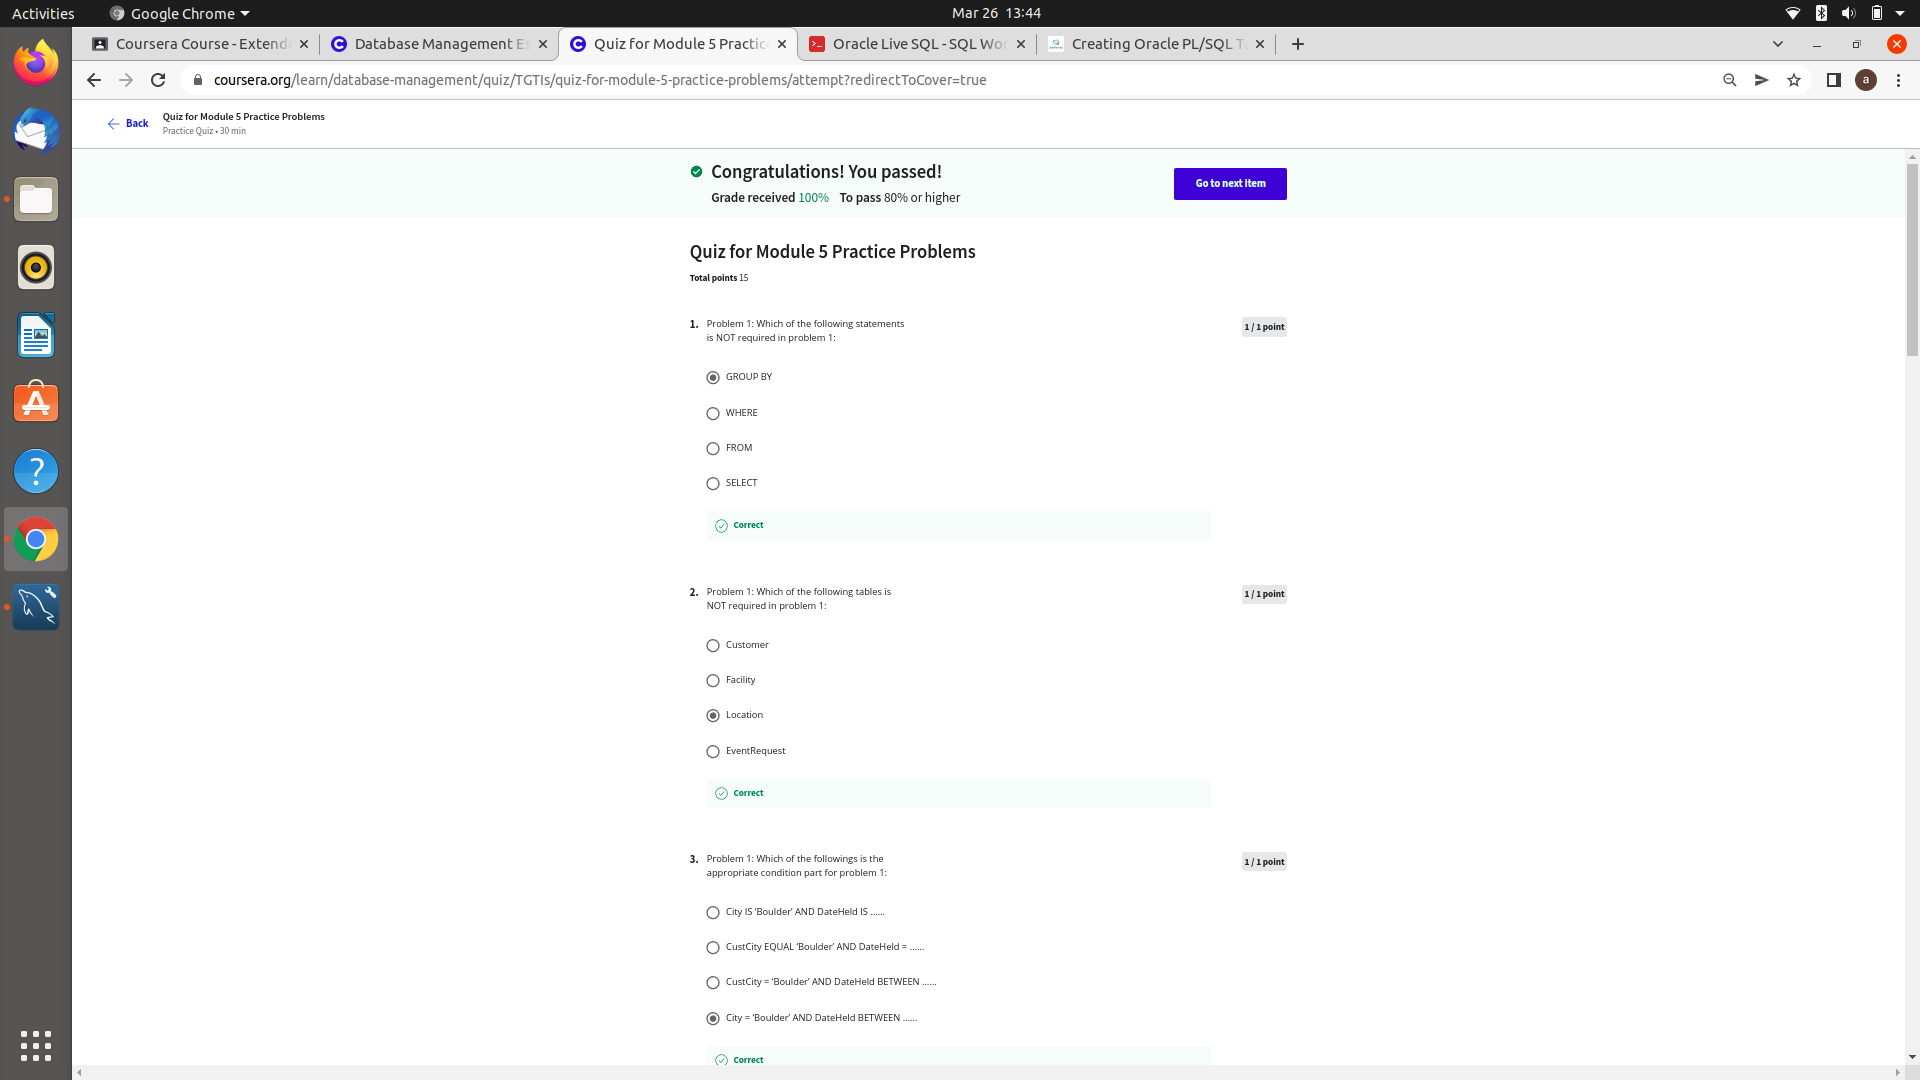 Activities
Google Chrome
Mar 26 13:44
Coursera Course - Extend
Database Management Es
Quiz for Module 5 Practic
Oracle Live SQL - SQL Wor
Creating Oracle PL/SQL Ta
coursera.org/learn/database-management/quiz/TGTIs/quiz-for-module-5-practice-problems/attempt?redirectToCover=true
a
Back
Quiz for Module 5 Practice Problems
Practice Quiz • 30 min
Congratulations! You passed!
Grade received 100% To pass 80% or higher
Go to next item
Quiz for Module 5 Practice Problems
Total points 15
1. Problem 1: Which of the following statements
is NOT required in problem 1:
1 / 1 point
GROUP BY
WHERE
FROM
SELECT
Correct
2. Problem 1: Which of the following tables is
NOT required in problem 1:
1 / 1 point
Customer
Facility
Location
EventRequest
Correct
3. Problem 1: Which of the followings is the
appropriate condition part for problem 1:
1 / 1 point
City IS ‘Boulder’ AND DateHeld IS ......
CustCity EQUAL ‘Boulder’ AND DateHeld = ......
CustCity = ‘Boulder’ AND DateHeld BETWEEN ......
City = ‘Boulder’ AND DateHeld BETWEEN ......
Correct